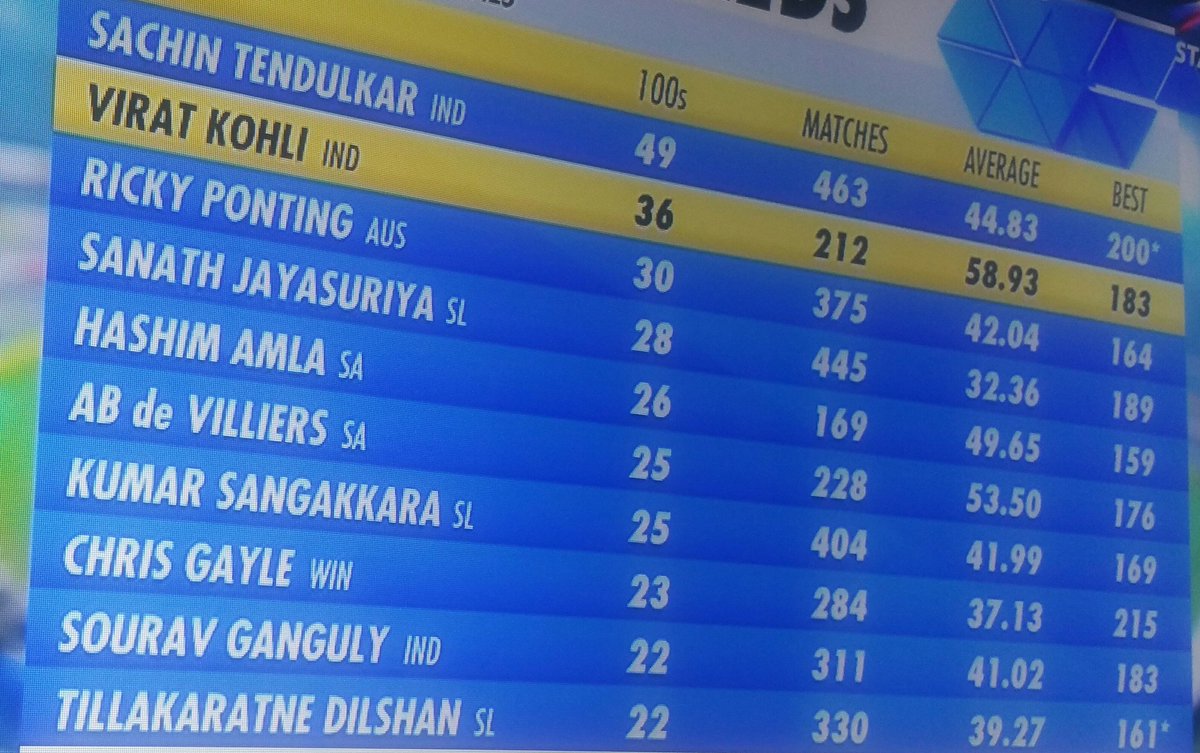 100s MATCHES AVERAGE BEST
SACHIN TENDULKAR IND 49 463 44.83 200*
VIRAT KOHLI IND 36 212 58.93 183
RICKY PONTING AUS 30 375 42.04 164
SANATH JAYASURIYA SL 28 445 32.36 189
HASHIM AMLA SA 26 169 49.65 159
AB de VILLIERS SA 25 228 53.50 176
KUMAR SANGAKKARA SL 25 404 41.99 169
CHRIS GAYLE WIN 23 284 37.13 215
SOURAV GANGULY IND 22 311 41.02 183
TILLAKARATNE DILSHAN SL 22 330 39.27 161*